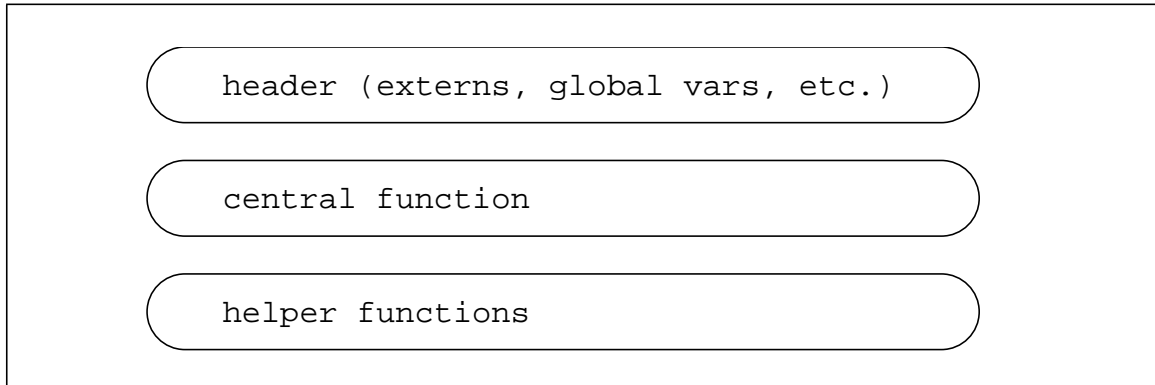 header (externs, global vars, etc.)
central function
helper functions